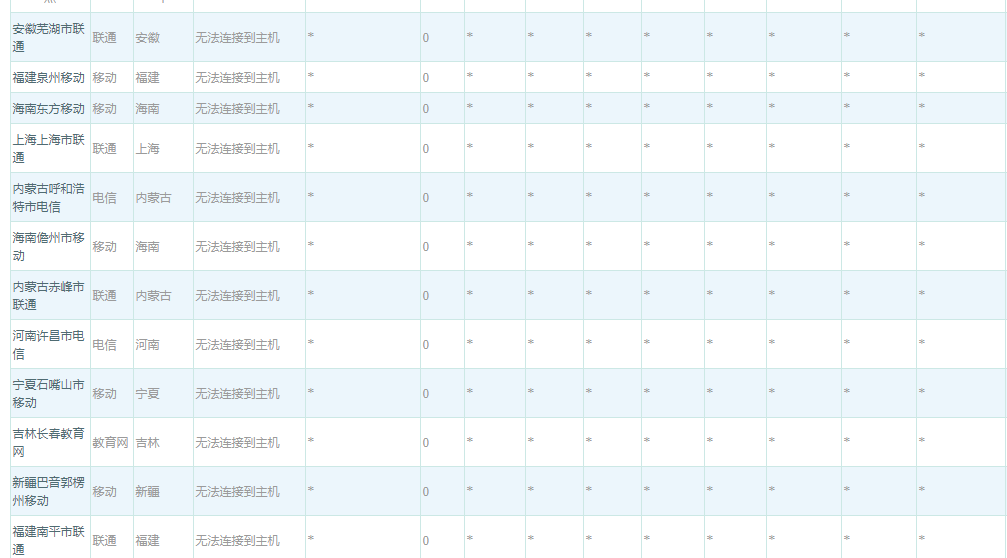 安徽芜湖市联通 联通 安徽 无法连接到主机 * 0 * * * * * * * *
福建泉州移动 移动 福建 无法连接到主机 * 0 * * * * * * * *
海南东方移动 移动 海南 无法连接到主机 * 0 * * * * * * * *
上海上海市联通 联通 上海 无法连接到主机 * 0 * * * * * * * *
内蒙古呼和浩特市电信 电信 内蒙古 无法连接到主机 * 0 * * * * * * * *
海南儋州市移动 移动 海南 无法连接到主机 * 0 * * * * * * * *
内蒙古赤峰市联通 联通 内蒙古 无法连接到主机 * 0 * * * * * * * *
河南许昌市电信 电信 河南 无法连接到主机 * 0 * * * * * * * *
宁夏石嘴山市移动 移动 宁夏 无法连接到主机 * 0 * * * * * * * *
吉林长春教育网 教育网 吉林 无法连接到主机 * 0 * * * * * * * *
新疆巴音郭楞州移动 移动 新疆 无法连接到主机 * 0 * * * * * * * *
福建南平市联通 联通 福建 无法连接到主机 * 0 * * * * * * * *